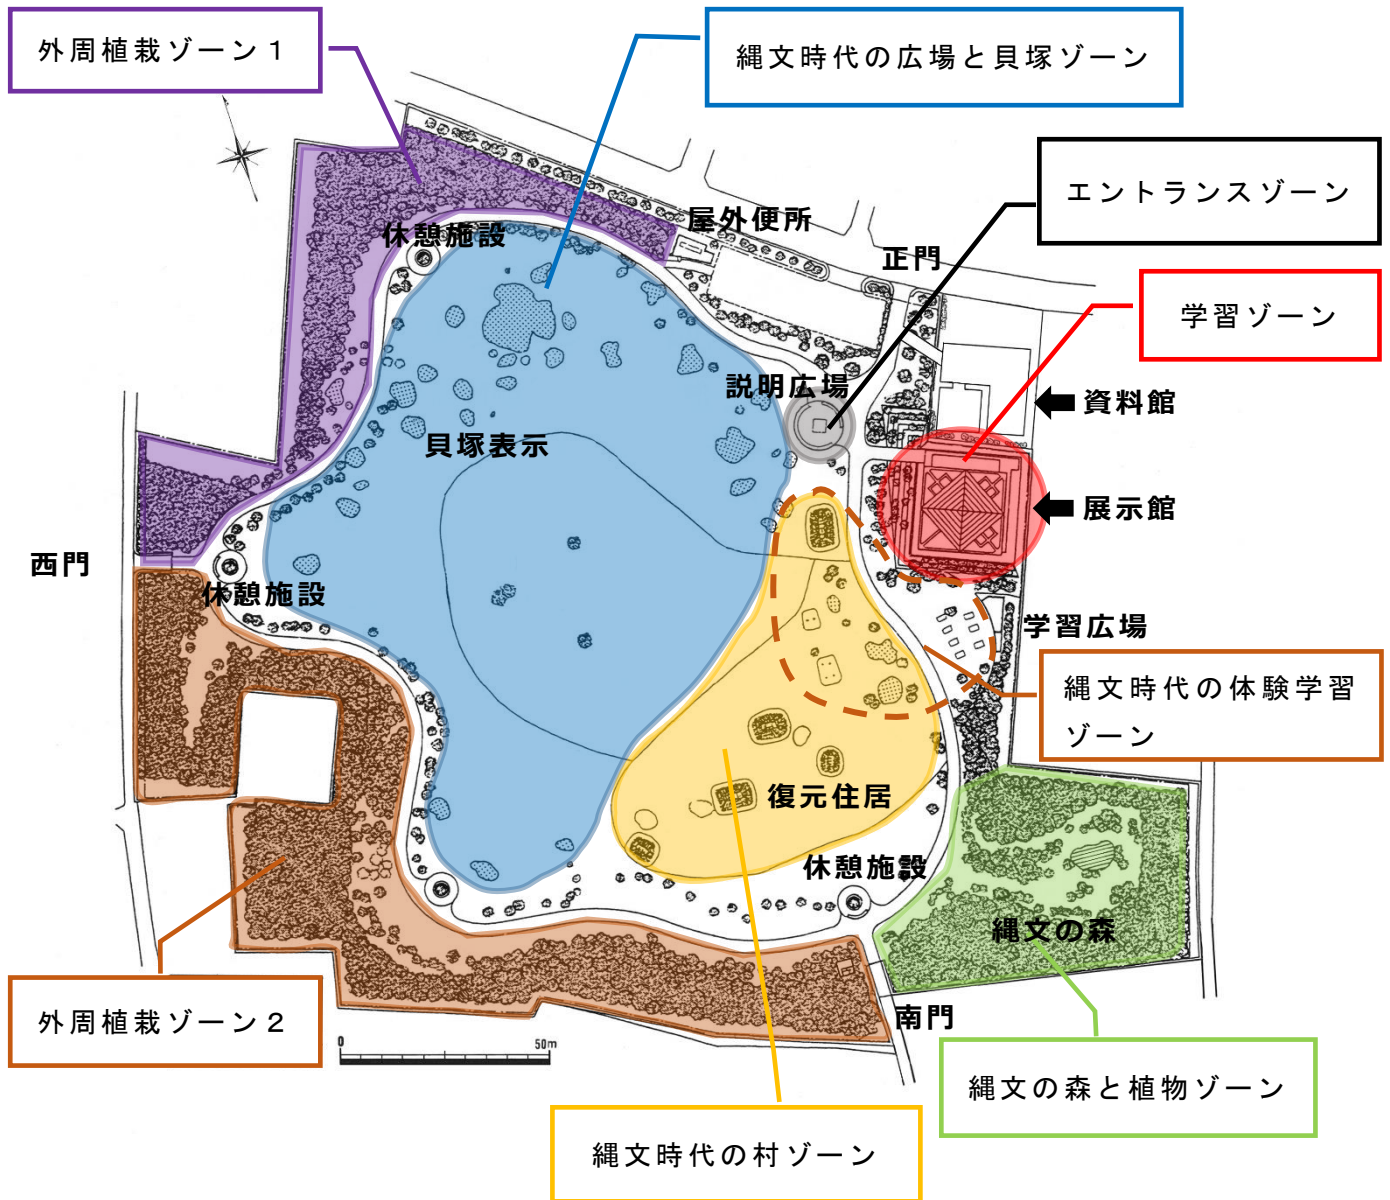 外周植栽ゾーン１
縄文時代の広場と貝塚ゾーン
エントランスゾーン
屋外便所
休憩施設
正門
学習ゾーン
説明広場
資料館
貝塚表示
展示館
西門
休憩施設
学習広場
縄文時代の体験学習
ゾーン
復元住居
休憩施設
縄文の森
南門
外周植栽ゾーン２
0
50m
縄文の森と植物ゾーン
縄文時代の村ゾーン